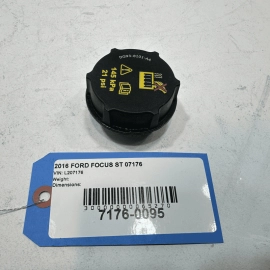 145 kPa
21 psi
2016 FORD FOCUS ST 07176
VIN: L207176
Weight:
Dimensions:
7176-0095